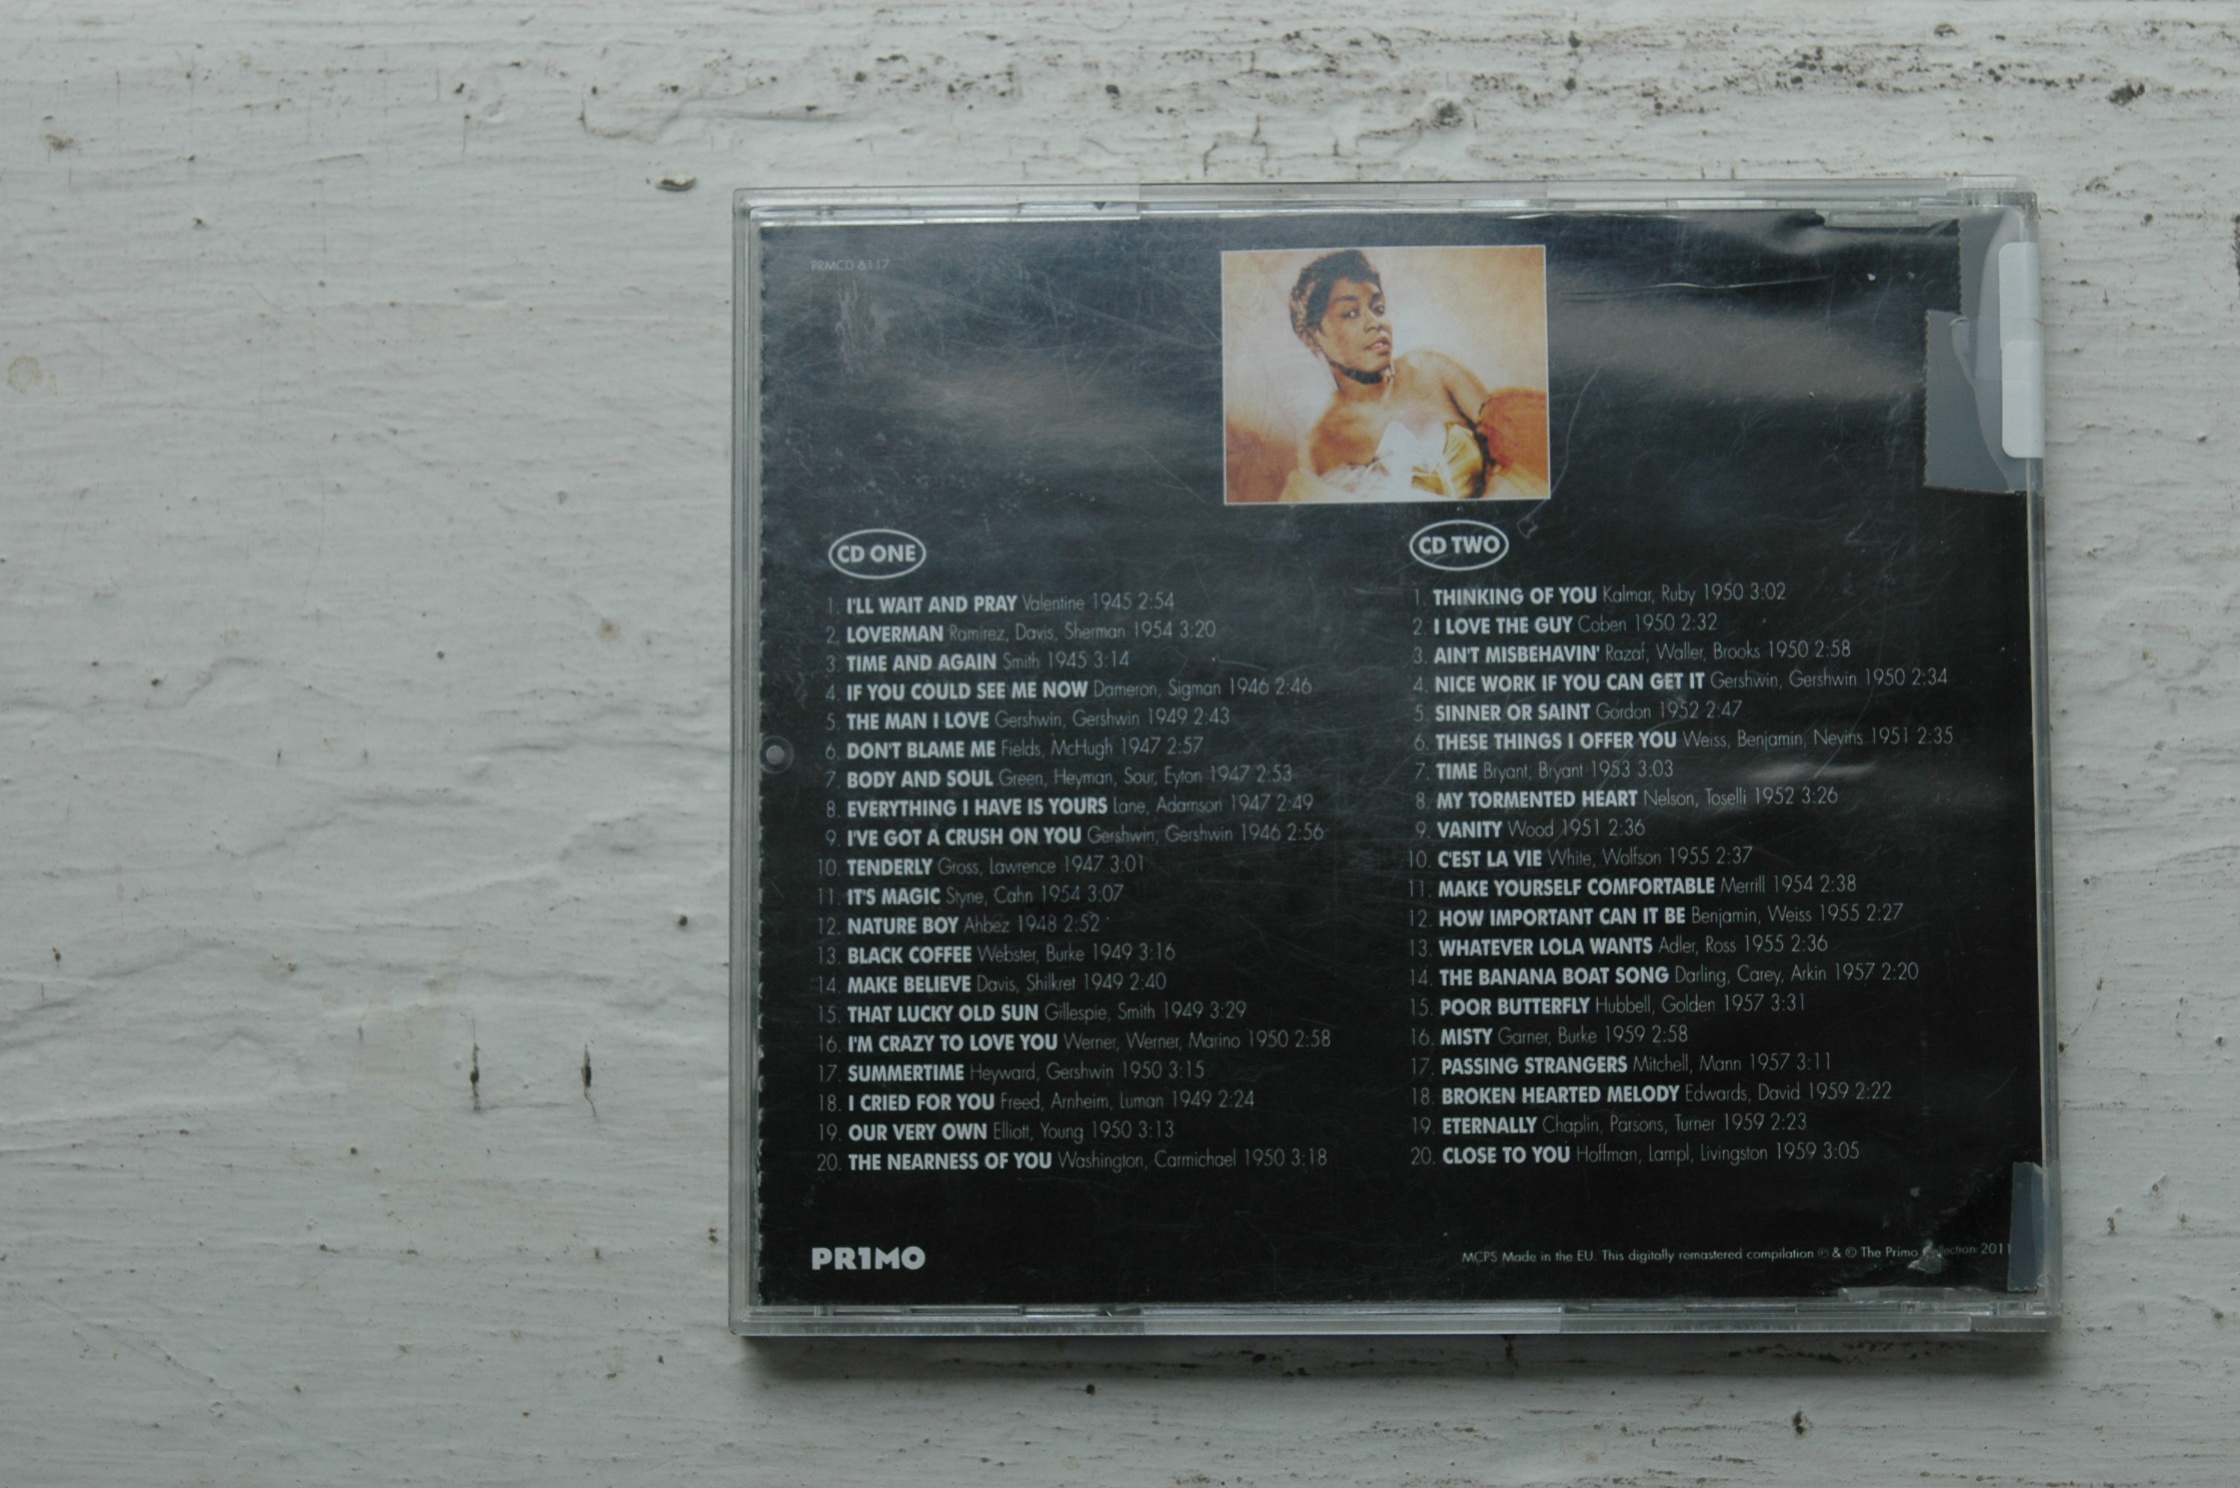 PRMCD 6117
CD ONE
1. I'LL WAIT AND PRAY Valentine 1945 2:54
2. LOVERMAN Ramirez, Davis, Sherman 1954 3:20
3. TIME AND AGAIN Smith 1945 3:14
4. IF YOU COULD SEE ME NOW Dameron, Sigman 1946 2:46
5. THE MAN I LOVE Gershwin, Gershwin 1949 2:43
6. DON'T BLAME ME Fields, McHugh 1947 2:57
7. BODY AND SOUL Green, Heyman, Sour, Eyton 1947 2:53
8. EVERYTHING I HAVE IS YOURS Lane, Adamson 1947 2:49
9. I'VE GOT A CRUSH ON YOU Gershwin, Gershwin 1946 2:56
10. TENDERLY Gross, Lawrence 1947 3:01
11. IT'S MAGIC Styne, Cahn 1954 3:07
12. NATURE BOY Ahbez 1948 2:52
13. BLACK COFFEE Webster, Burke 1949 3:16
14. MAKE BELIEVE Davis, Shilkret 1949 2:40
15. THAT LUCKY OLD SUN Gillespie, Smith 1949 3:29
16. I'M CRAZY TO LOVE YOU Werner, Werner, Marino 1950 2:58
17. SUMMERTIME Heyward, Gershwin 1950 3:15
18. I CRIED FOR YOU Freed, Arnheim, Luman 1949 2:24
19. OUR VERY OWN Elliott, Young 1950 3:13
20. THE NEARNESS OF YOU Washington, Carmichael 1950 3:18
CD TWO
1. THINKING OF YOU Kalmar, Ruby 1950 3:02
2. I LOVE THE GUY Coben 1950 2:32
3. AIN'T MISBEHAVIN' Razaf, Waller, Brooks 1950 2:58
4. NICE WORK IF YOU CAN GET IT Gershwin, Gershwin 1950 2:34
5. SINNER OR SAINT Gordon 1952 2:47
6. THESE THINGS I OFFER YOU Weiss, Benjamin, Nevins 1951 2:35
7. TIME Bryant, Bryant 1953 3:03
8. MY TORMENTED HEART Nelson, Toselli 1952 3:26
9. VANITY Wood 1951 2:36
10. C'EST LA VIE White, Wolfson 1955 2:37
11. MAKE YOURSELF COMFORTABLE Merrill 1954 2:38
12. HOW IMPORTANT CAN IT BE Benjamin, Weiss 1955 2:27
13. WHATEVER LOLA WANTS Adler, Ross 1955 2:36
14. THE BANANA BOAT SONG Darling, Carey, Arkin 1957 2:20
15. POOR BUTTERFLY Hubbell, Golden 1957 3:31
16. MISTY Garner, Burke 1959 2:58
17. PASSING STRANGERS Mitchell, Mann 1957 3:11
18. BROKEN HEARTED MELODY Edwards, David 1959 2:22
19. ETERNALLY Chaplin, Parsons, Turner 1959 2:23
20. CLOSE TO YOU Hoffman, Lampl, Livingston 1959 3:05
PR1MO
MCPS Made in the EU. This digitally remastered compilation ℗ & © The Primo Collection 2011